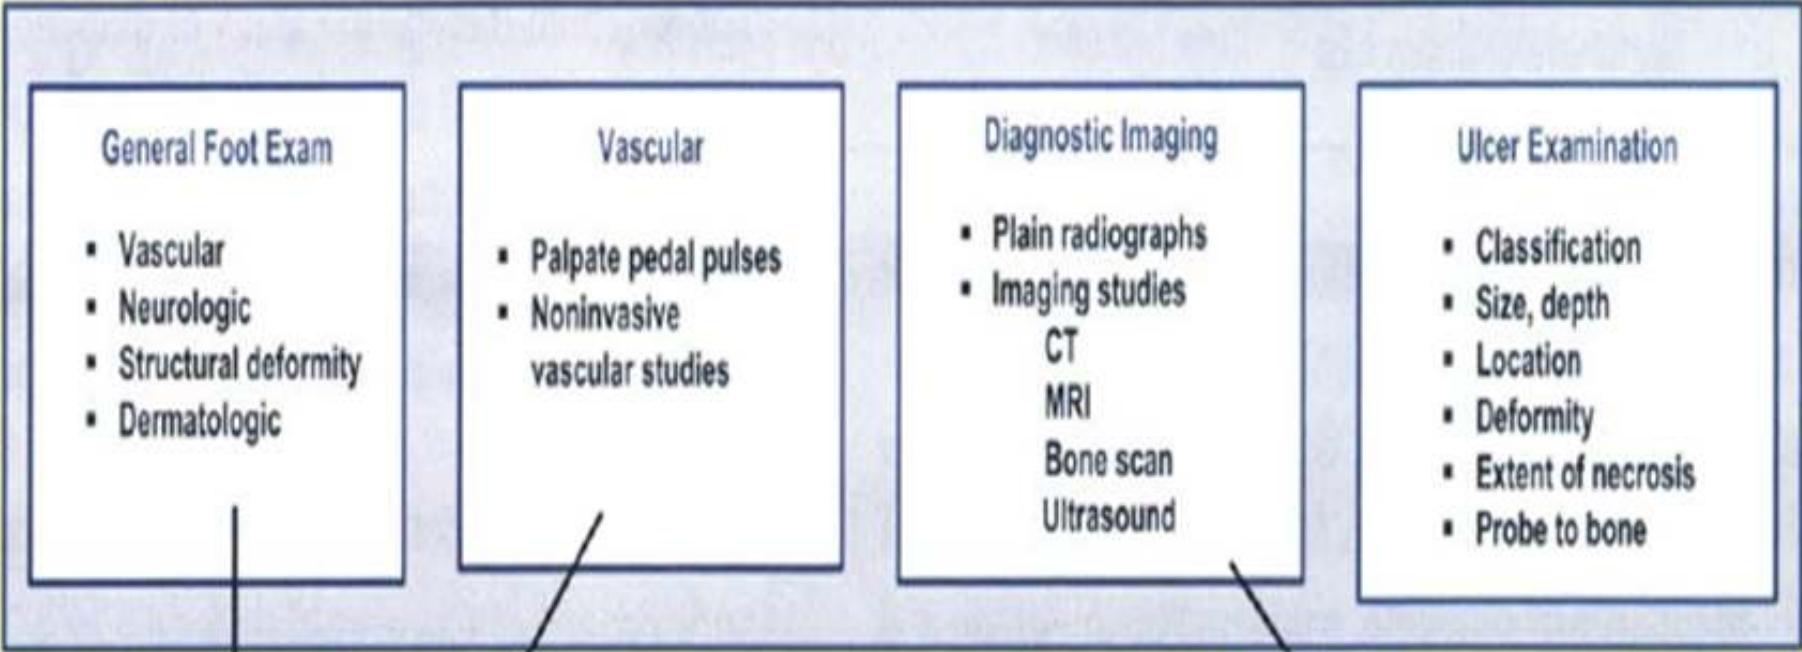 General Foot Exam
▪ Vascular
▪ Neurologic
▪ Structural deformity
▪ Dermatologic
Vascular
▪ Palpate pedal pulses
▪ Noninvasive
vascular studies
Diagnostic Imaging
▪ Plain radiographs
▪ Imaging studies
CT
MRI
Bone scan
Ultrasound
Ulcer Examination
▪ Classification
▪ Size, depth
▪ Location
▪ Deformity
▪ Extent of necrosis
▪ Probe to bone